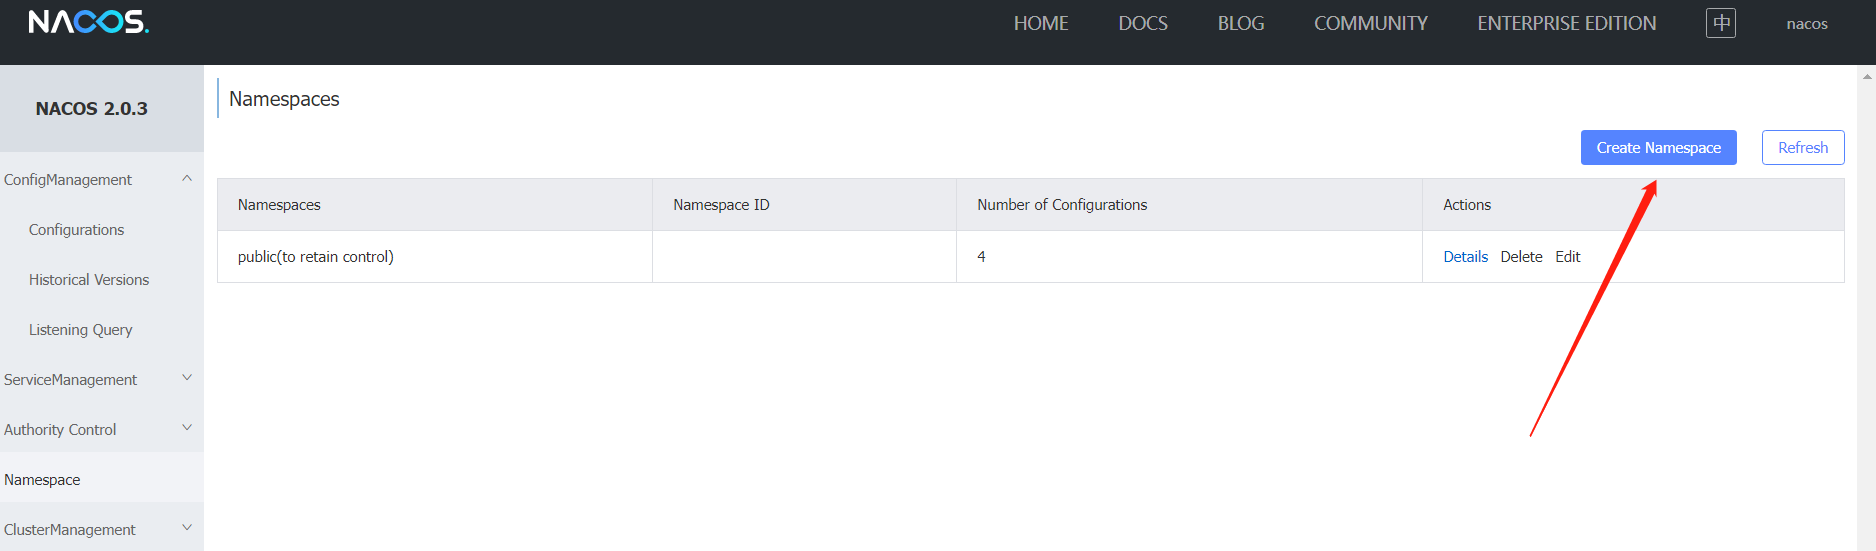 NACOS. HOME DOCS BLOG COMMUNITY ENTERPRISE EDITION 中 nacos
NACOS 2.0.3
ConfigManagement
Configurations
Historical Versions
Listening Query
ServiceManagement
Authority Control
Namespace
ClusterManagement
Namespaces
Create Namespace Refresh
Namespaces Namespace ID Number of Configurations Actions
public(to retain control) 4 Details Delete Edit